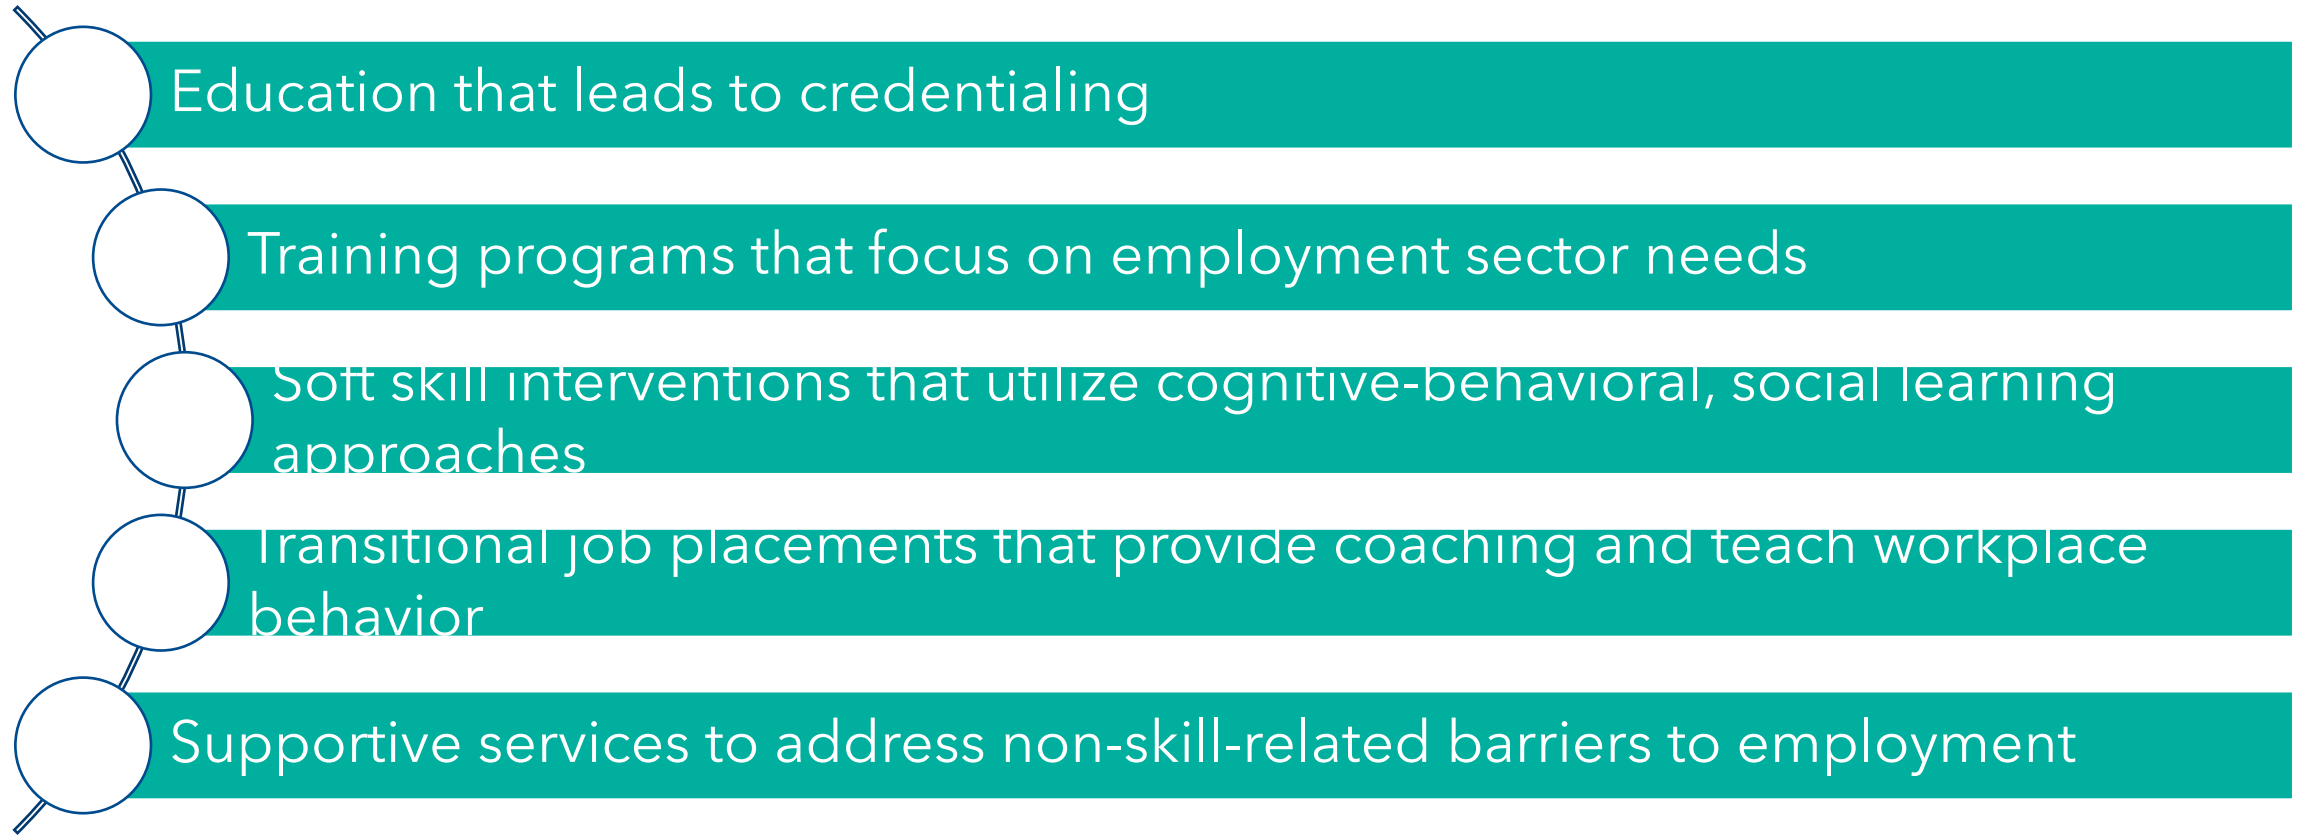 Education that leads to credentialing
Training programs that focus on employment sector needs
Soft skill interventions that utilize cognitive-behavioral, social learning
approaches
Transitional job placements that provide coaching and teach workplace
behavior
Supportive services to address non-skill-related barriers to employment